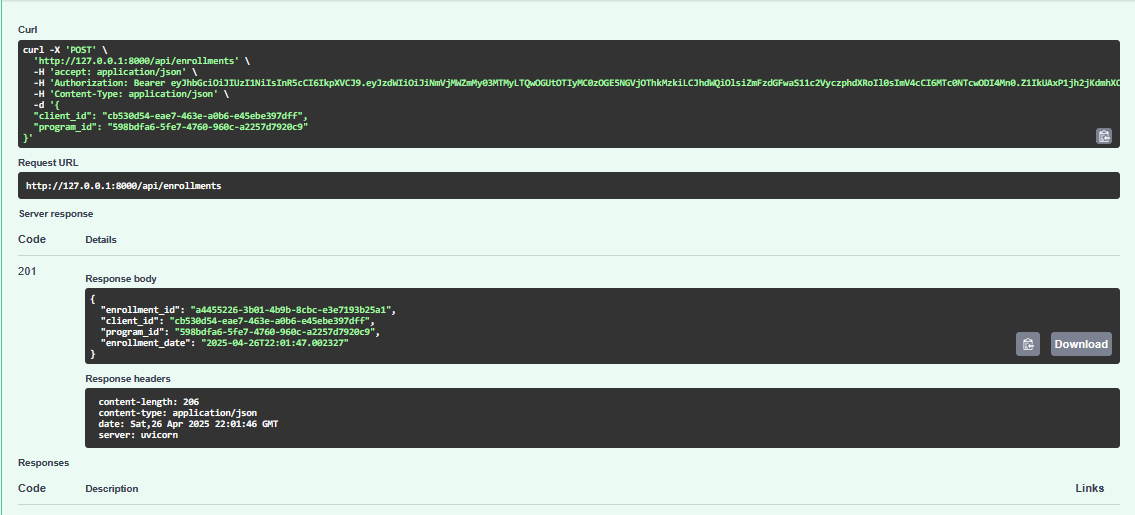 Curl
curl -X 'POST' \
'http://127.0.0.1:8000/api/enrollments' \
-H 'accept: application/json' \
-H 'Authorization: Bearer
-H 'Content-Type: application/json' \
-d '{
"client_id": "cb530d54-eae7-463e-a0b6-e45ebe397dff",
"program_id": "598bdfa6-5fe7-4760-960c-a2257d7920c9"
}'
Request URL
http://127.0.0.1:8000/api/enrollments
Server response
Code Details
201
Response body
{
"enrollment_id": "a4455226-3b01-4b9b-8cbc-e3e7193b25a1",
"client_id": "cb530d54-eae7-463e-a0b6-e45ebe397dff",
"program_id": "598bdfa6-5fe7-4760-960c-a2257d7920c9",
"enrollment_date": "2025-04-26T22:01:47.002327"
}
Download
Response headers
content-length: 206
content-type: application/json
date: Sat,26 Apr 2025 22:01:46 GMT
server: uvicorn
Responses
Code Description Links